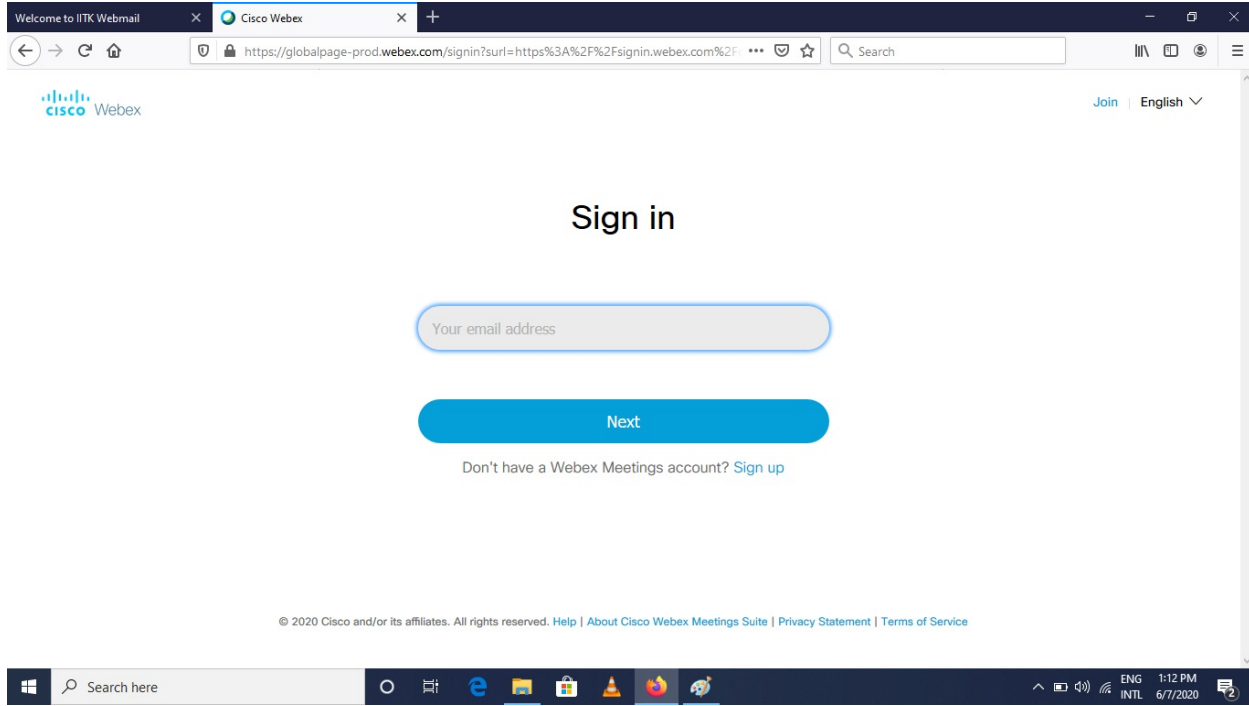 Welcome to IITK Webmail
Cisco Webex
https://globalpage-prod.webex.com/signin?surl=https%3A%2F%2Fsignin.webex.com%2F
Search
cisco Webex
Join | English
Sign in
Your email address
Next
Don't have a Webex Meetings account? Sign up
© 2020 Cisco and/or its affiliates. All rights reserved. Help | About Cisco Webex Meetings Suite | Privacy Statement | Terms of Service
Search here
ENG 1:12 PM
INTL 6/7/2020
2